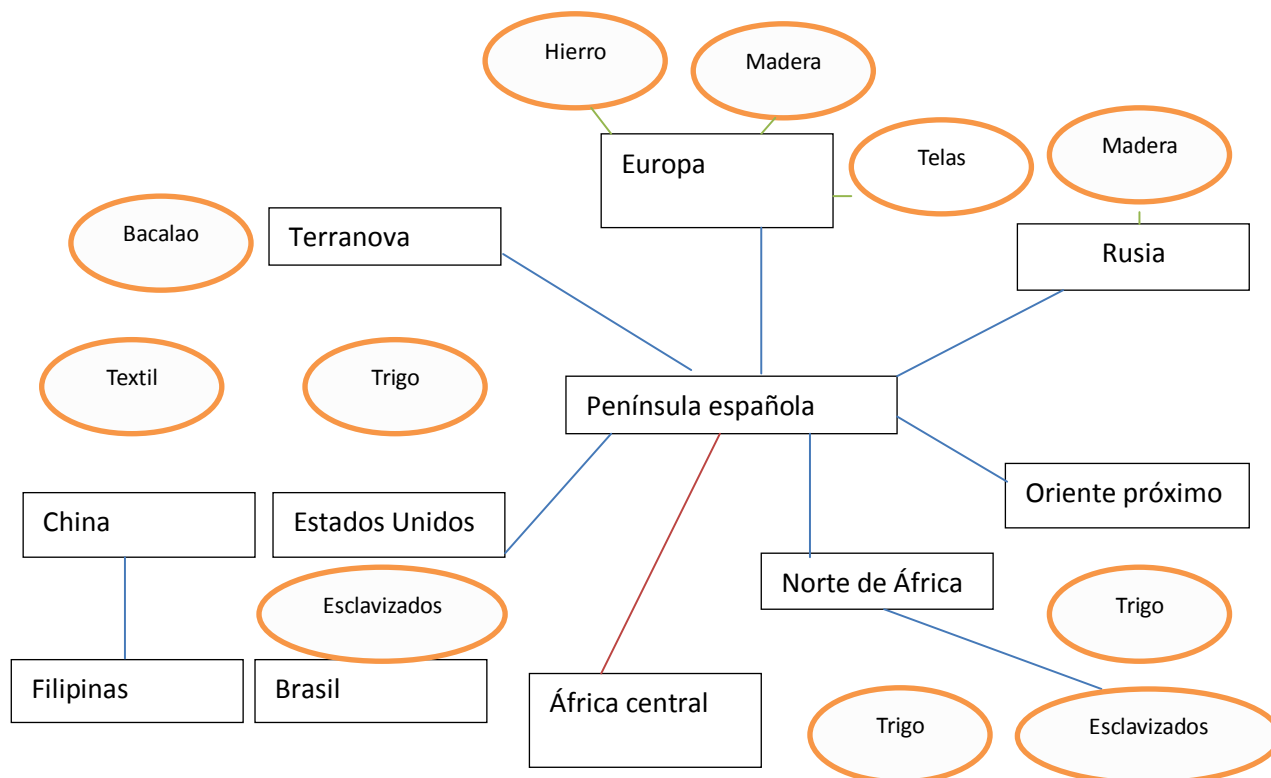 Hierro
Madera
Europa
Telas
Madera
Bacalao
Terranova
Rusia
Textil
Trigo
Península española
China
Estados Unidos
Oriente próximo
Esclavizados
Norte de África
Trigo
Filipinas
Brasil
África central
Trigo
Esclavizados